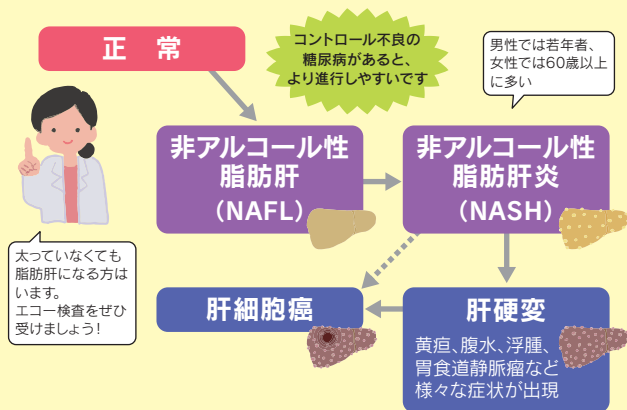 正 常
コントロール不良の
糖尿病があると、
より進行しやすいです
男性では若年者、
女性では60歳以上
に多い
非アルコール性
脂肪肝
(NAFL)
非アルコール性
脂肪肝炎
(NASH)
太っていなくても
脂肪肝になる方は
います。
エコー検査をぜひ
受けましょう!
肝細胞癌
肝硬変
黄疸、腹水、浮腫、
胃食道静脈瘤など
様々な症状が出現